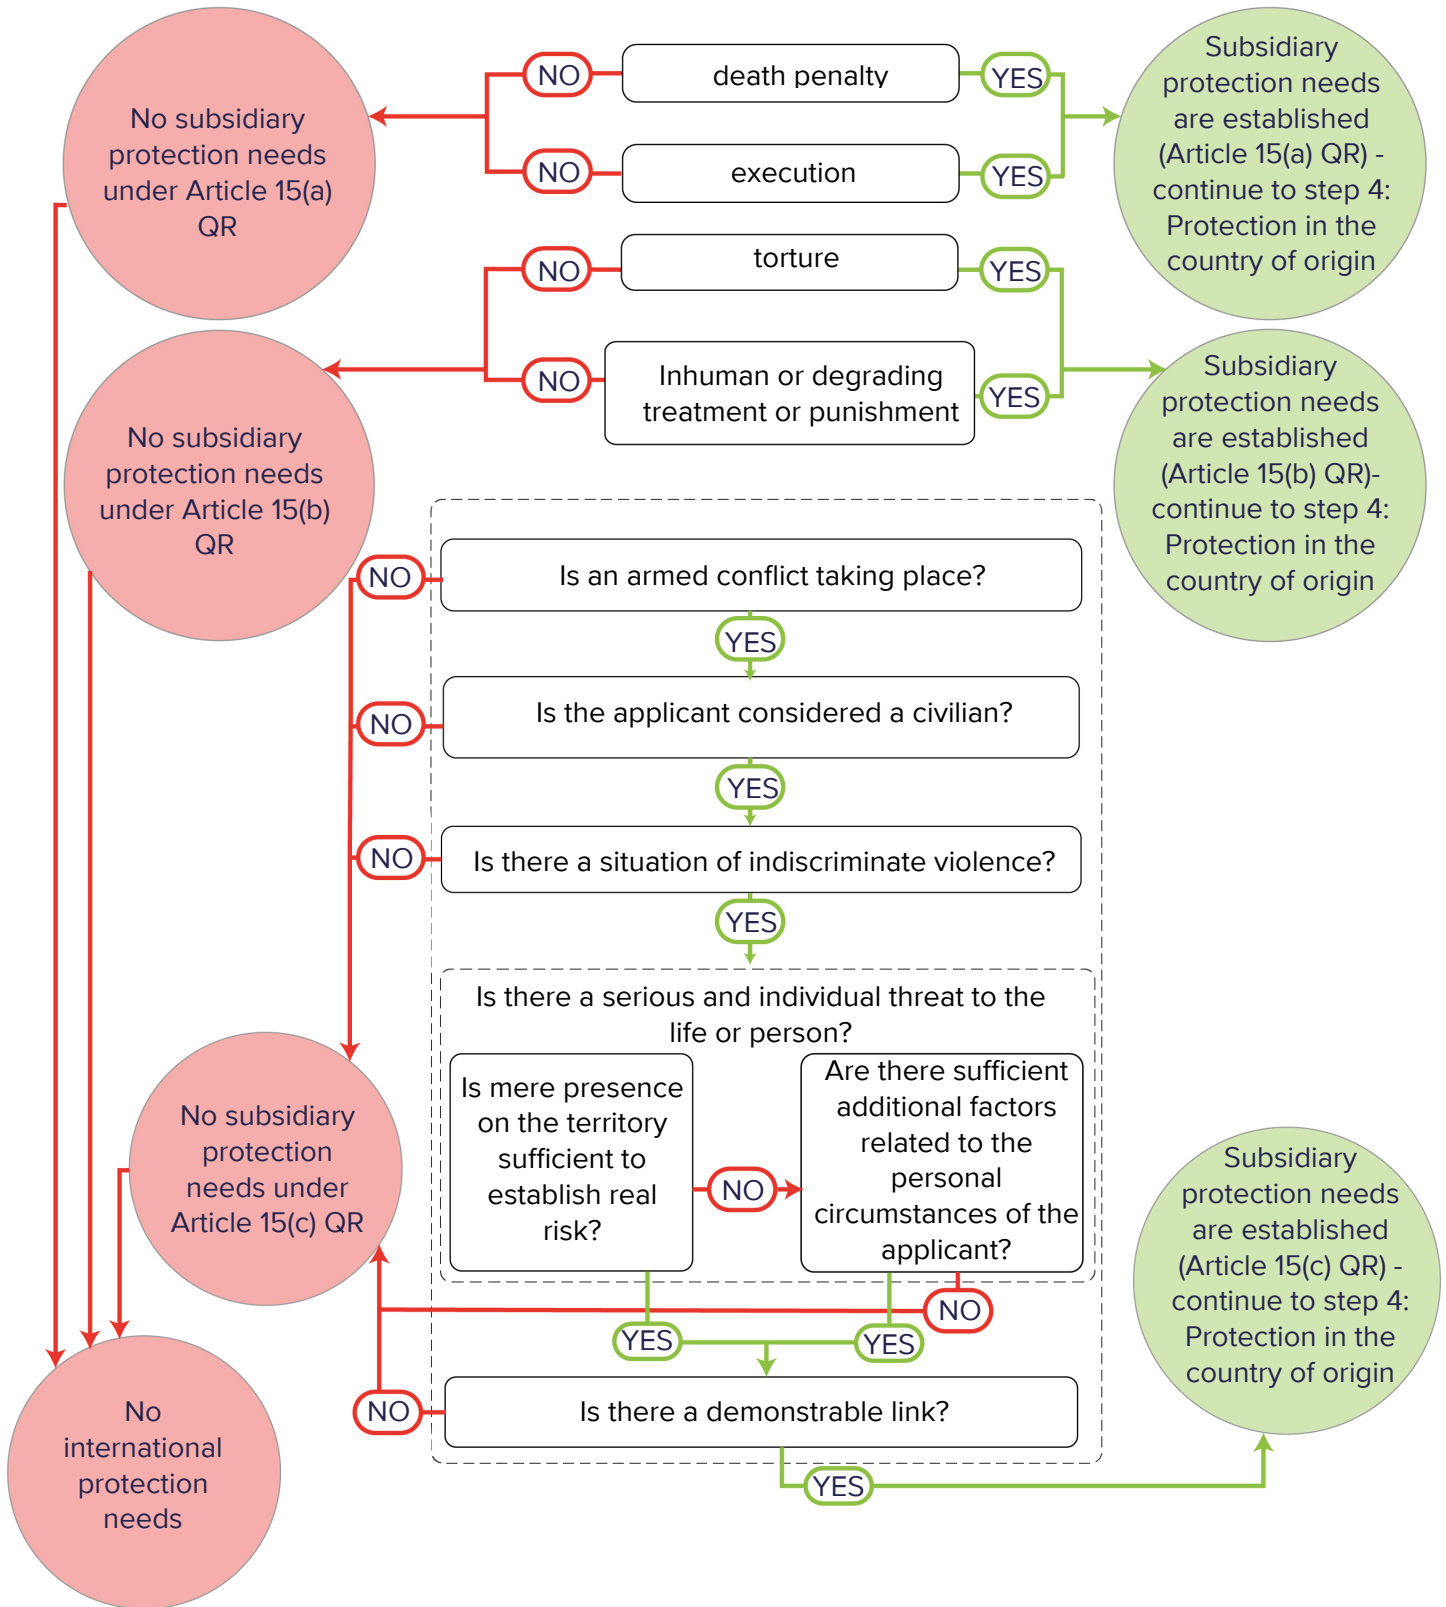 NO
death penalty
YES
NO
execution
YES
No subsidiary
protection needs
under Article 15(a)
QR
Subsidiary
protection needs
are established
(Article 15(a) QR) -
continue to step 4:
Protection in the
country of origin
NO
torture
YES
NO
Inhuman or degrading
treatment or punishment
YES
No subsidiary
protection needs
under Article 15(b)
QR
Subsidiary
protection needs
are established
(Article 15(b) QR)-
continue to step 4:
Protection in the
country of origin
NO
Is an armed conflict taking place?
YES
NO
Is the applicant considered a civilian?
YES
NO
Is there a situation of indiscriminate violence?
YES
Is there a serious and individual threat to the
life or person?
Is mere presence
on the territory
sufficient to
establish real
risk?
NO
Are there sufficient
additional factors
related to the
personal
circumstances of the
applicant?
No subsidiary
protection
needs under
Article 15(c) QR
NO
YES
YES
NO
Is there a demonstrable link?
YES
Subsidiary
protection needs
are established
(Article 15(c) QR) -
continue to step 4:
Protection in the
country of origin
No
international
protection
needs